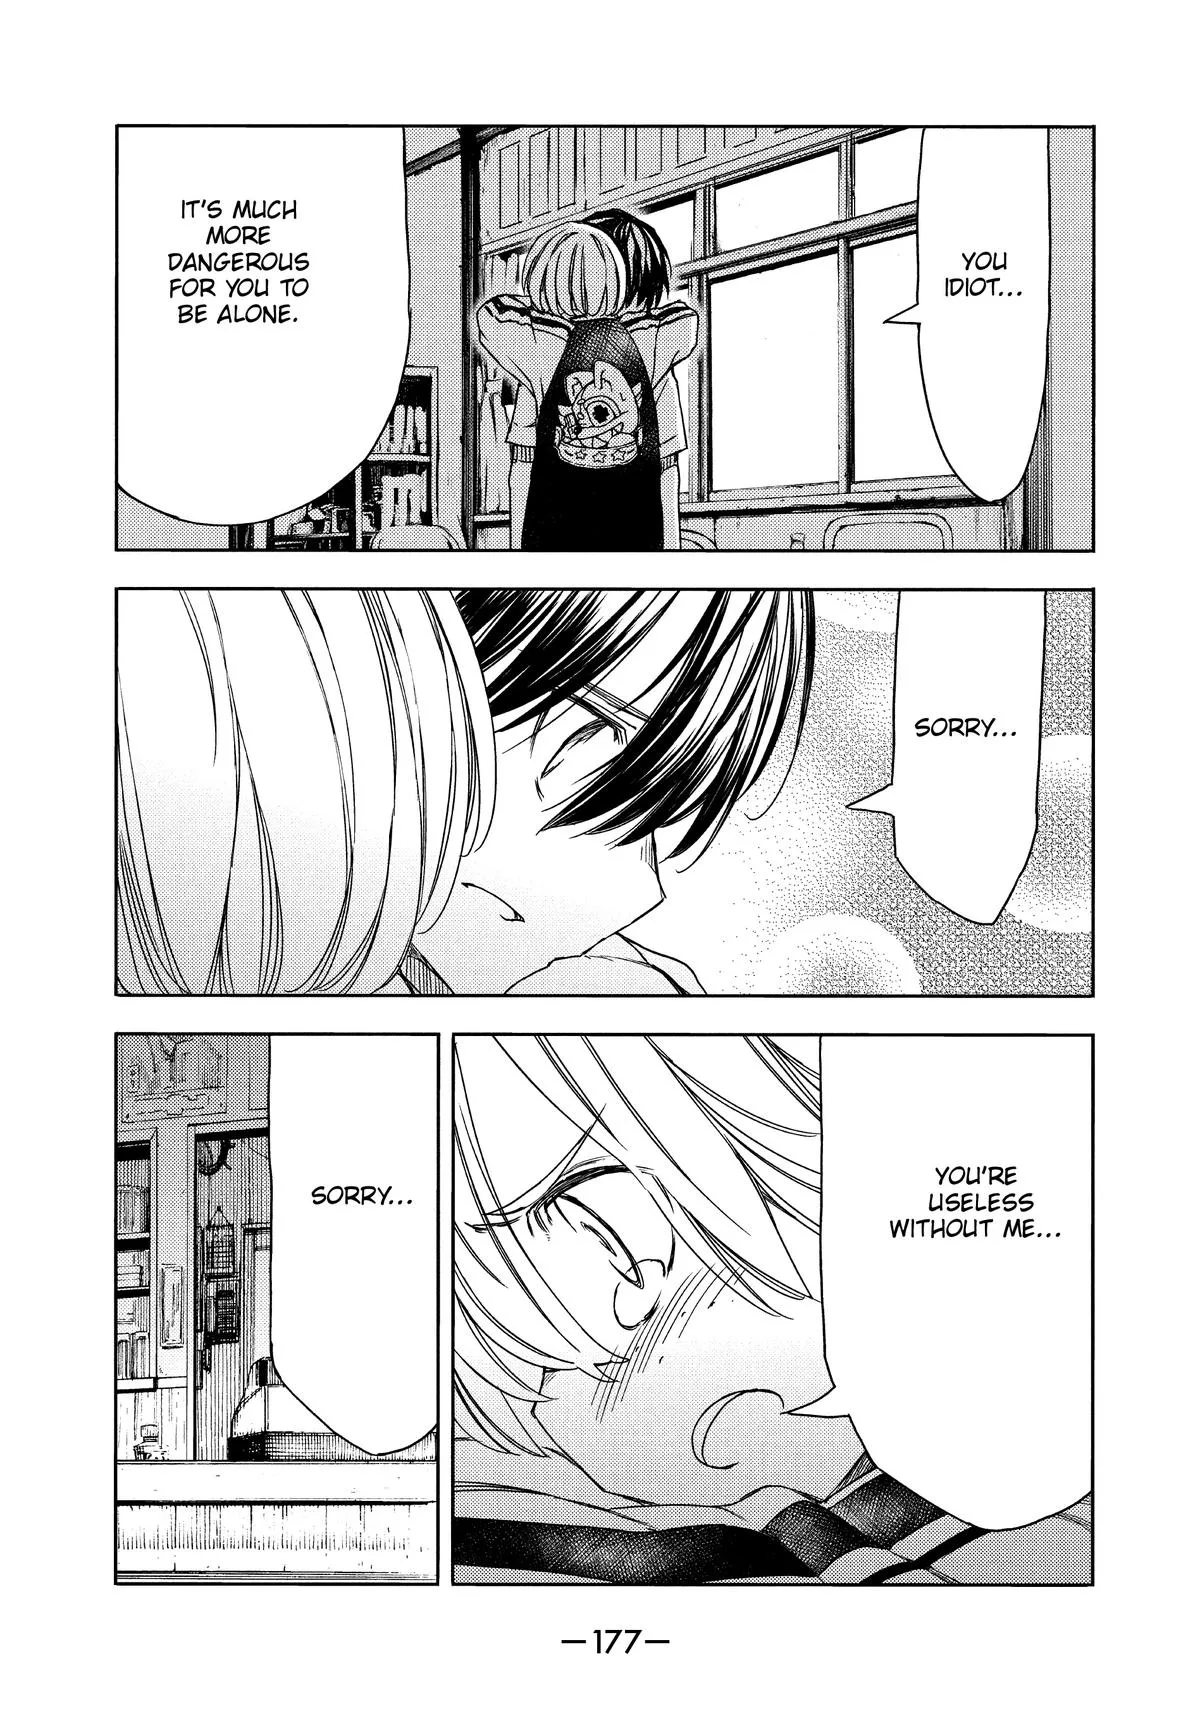 YOU
IDIOT...
IT'S MUCH
MORE
DANGEROUS
FOR YOU TO
BE ALONE.
SORRY...
YOU'RE
USELESS
WITHOUT ME...
SORRY...
—177—